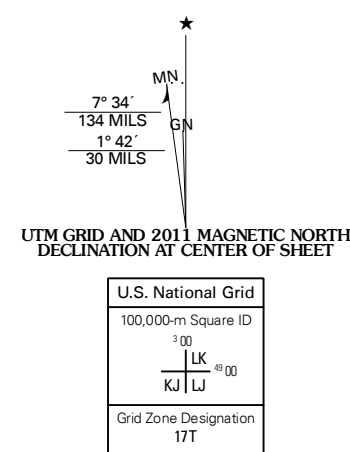 ★
MN
7° 34´
134 MILS
GN
1° 42´
30 MILS
UTM GRID AND 2011 MAGNETIC NORTH
DECLINATION AT CENTER OF SHEET
U.S. National Grid
100,000-m Square ID
3 00
LK
49 00
KJ LJ
Grid Zone Designation
17T